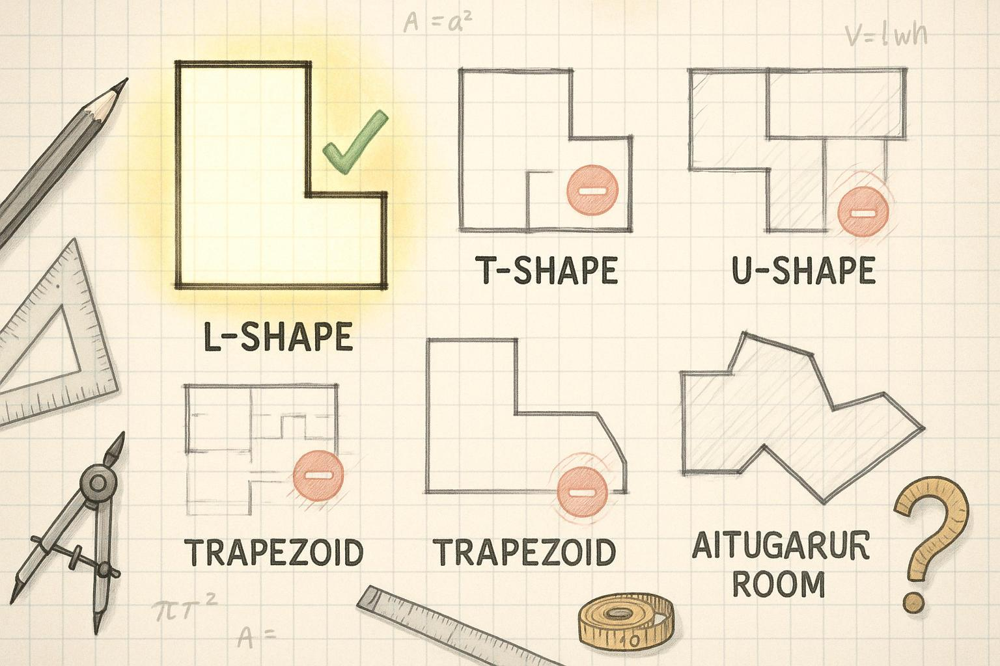 A = a²
V = lwh
T-SHAPE
U-SHAPE
L-SHAPE
TRAPEZOID
TRAPEZOID
AITUGARUR
ROOM
πr²
A =
10